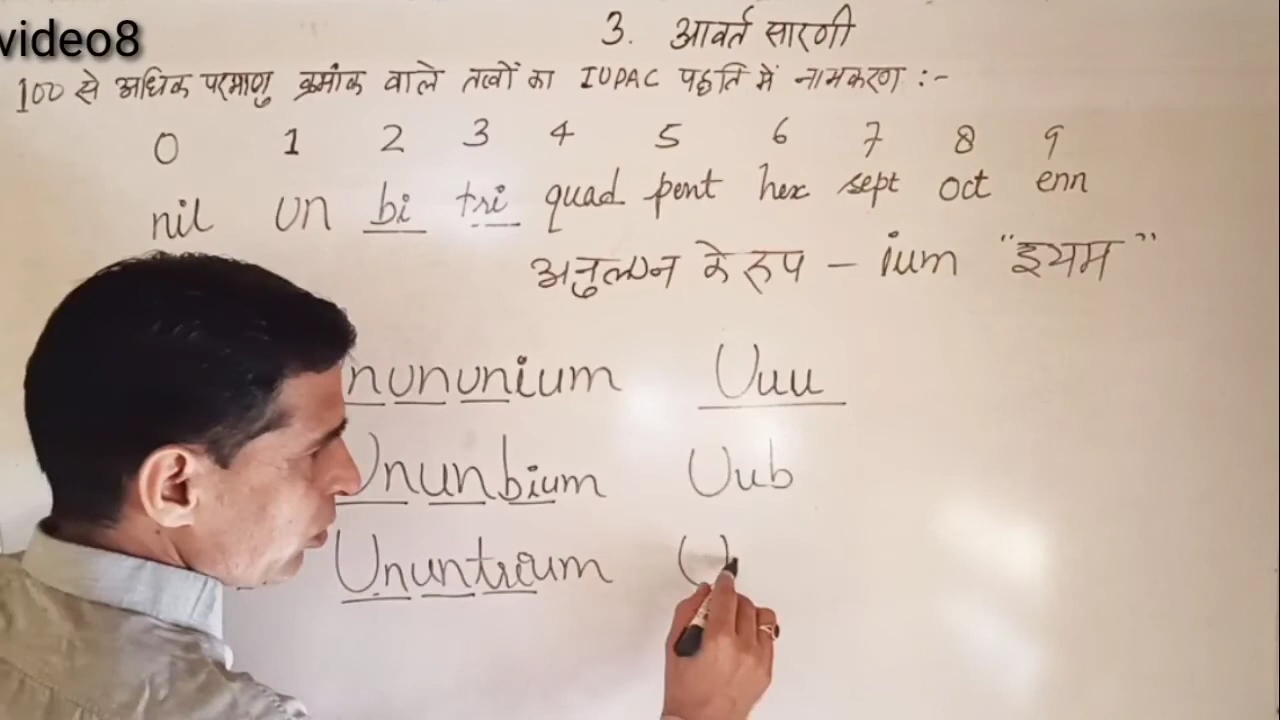 video8
3. आवर्त सारणी
100 से अधिक परमाणु क्रमांक वाले तत्वों का IUPAC पद्धति में नामकरण :-
0 1 2 3 4 5 6 7 8 9
nil un bi tri quad pent hex sept oct enn
अनुलग्न के रूप - ium "इयम"
nununium Uuu
Ununbium Uub
Ununtrium U